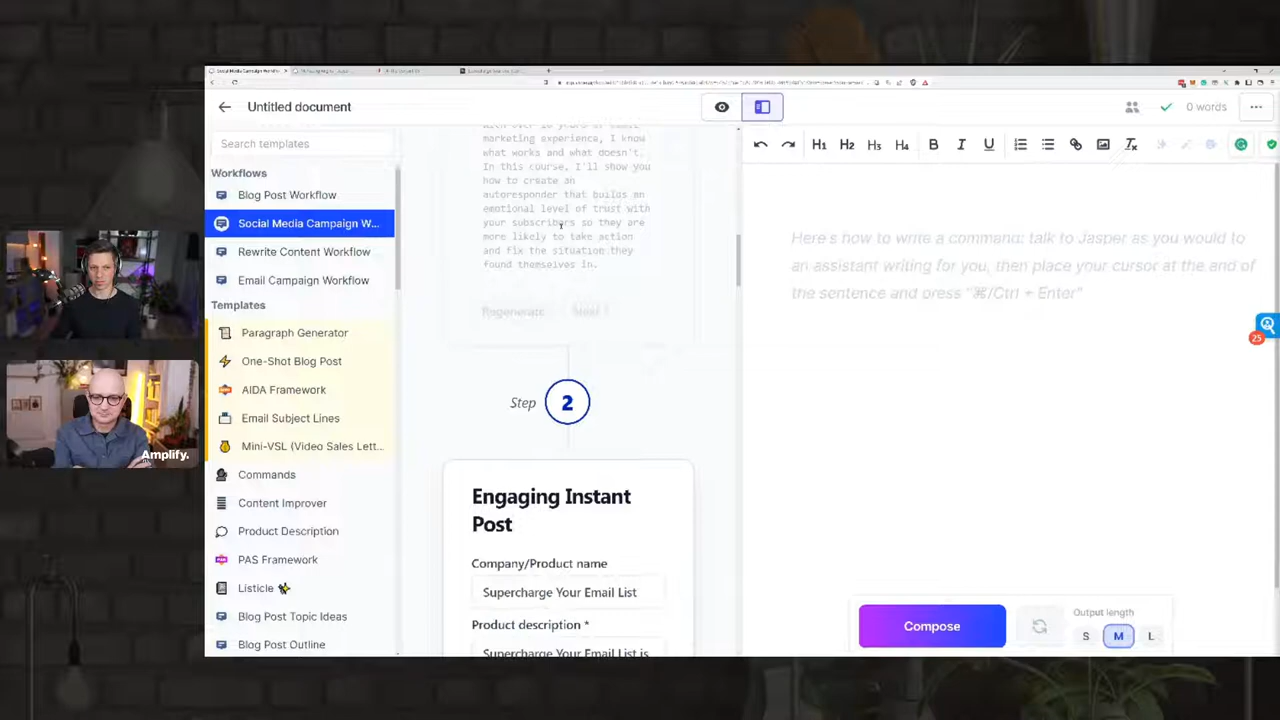 Untitled document
0 words
Search templates
Workflows
Blog Post Workflow
Social Media Campaign W...
Rewrite Content Workflow
Email Campaign Workflow
Templates
Paragraph Generator
One-Shot Blog Post
AIDA Framework
Email Subject Lines
Mini-VSL (Video Sales Lett...
Commands
Content Improver
Product Description
PAS Framework
Listicle
Blog Post Topic Ideas
Blog Post Outline
marketing experience, I know
what works and what doesn't.
In this course, I'll show you
how to create an
autoresponder that builds an
emotional level of trust with
your subscribers so they are
more likely to take action
and fix the situation they
found themselves in.
Regenerate
Next
Step 2
Engaging Instant
Post
Company/Product name
Supercharge Your Email List
Product description *
Supercharge Your Email List is
H1 H2 H3 H4 B I U
Here's how to write a command: talk to Jasper as you would to
an assistant writing for you, then place your cursor at the end of
the sentence and press "⌘/Ctrl + Enter"
25
Compose
Output length
S M L
Amplify.